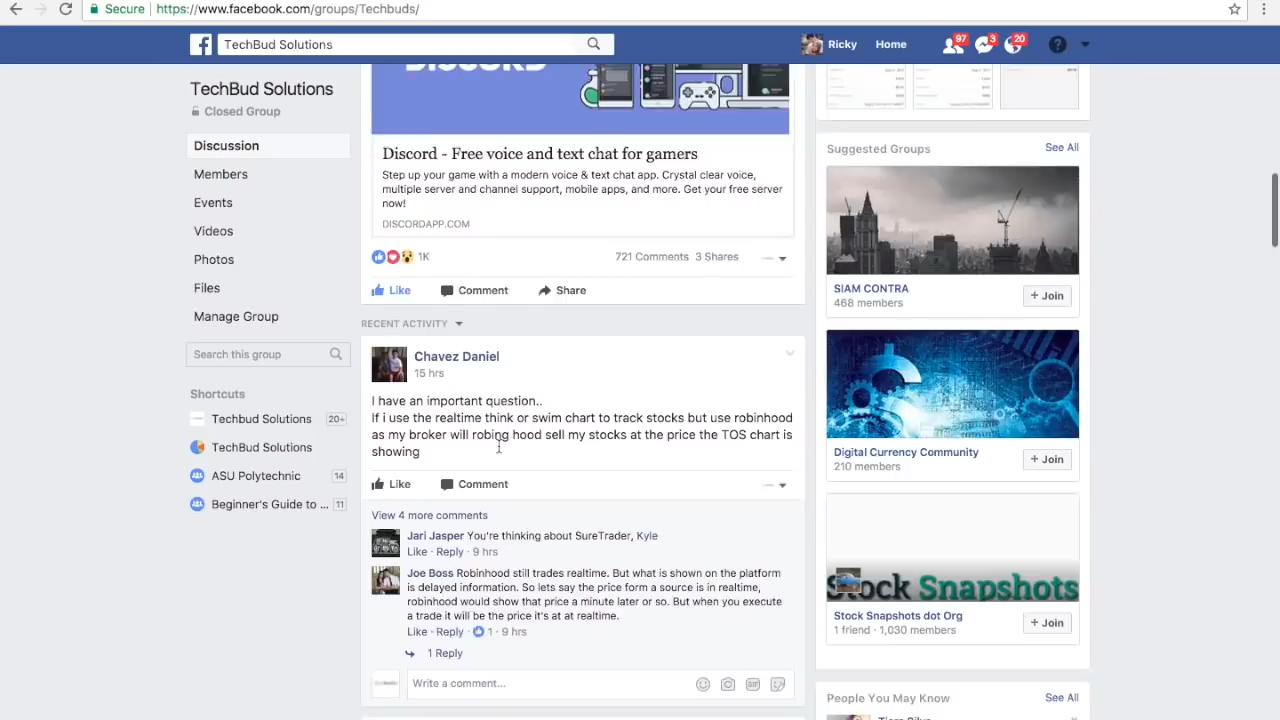 Secure https://www.facebook.com/groups/Techbuds/
TechBud Solutions
Ricky Home 97 3 20
TechBud Solutions
Closed Group
Discussion
Members
Events
Videos
Photos
Files
Manage Group
Search this group
Shortcuts
Techbud Solutions 20+
TechBud Solutions
ASU Polytechnic 14
Beginner's Guide to ... 11
DISCORD
Discord - Free voice and text chat for gamers
Step up your game with a modern voice & text chat app. Crystal clear voice,
multiple server and channel support, mobile apps, and more. Get your free server
now!
DISCORDAPP.COM
1K 721 Comments 3 Shares
Like Comment Share
RECENT ACTIVITY
Chavez Daniel
15 hrs
I have an important question..
If i use the realtime think or swim chart to track stocks but use robinhood
as my broker will robing hood sell my stocks at the price the TOS chart is
showing
Like Comment
View 4 more comments
Jari Jasper You're thinking about SureTrader, Kyle
Like · Reply · 9 hrs
Joe Boss Robinhood still trades realtime. But what is shown on the platform
is delayed information. So lets say the price form a source is in realtime,
robinhood would show that price a minute later or so. But when you execute
a trade it will be the price it's at at realtime.
Like · Reply · 1 · 9 hrs
1 Reply
Write a comment...
GIF
Suggested Groups See All
SIAM CONTRA
468 members
+ Join
Digital Currency Community
210 members
+ Join
Stock Snapshots
Stock Snapshots dot Org
1 friend · 1,030 members
+ Join
People You May Know See All